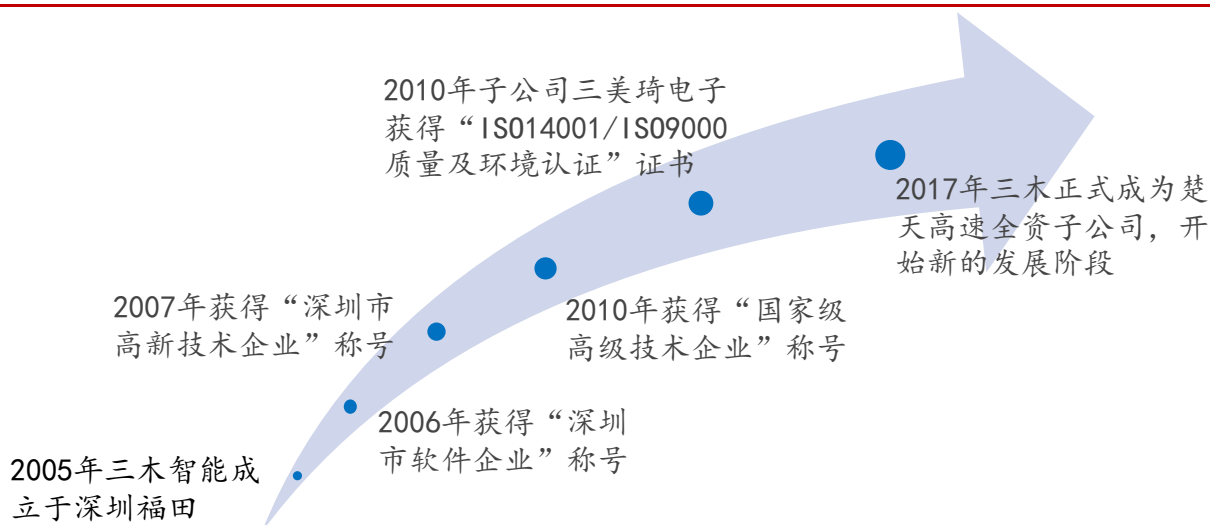 2010年子公司三美琦电子
获得“ISO14001/ISO9000
质量及环境认证”证书
2017年三木正式成为楚
天高速全资子公司，开
始新的发展阶段
2007年获得“深圳市
高新技术企业”称号
2010年获得“国家级
高级技术企业”称号
2006年获得“深圳
市软件企业”称号
2005年三木智能成
立于深圳福田